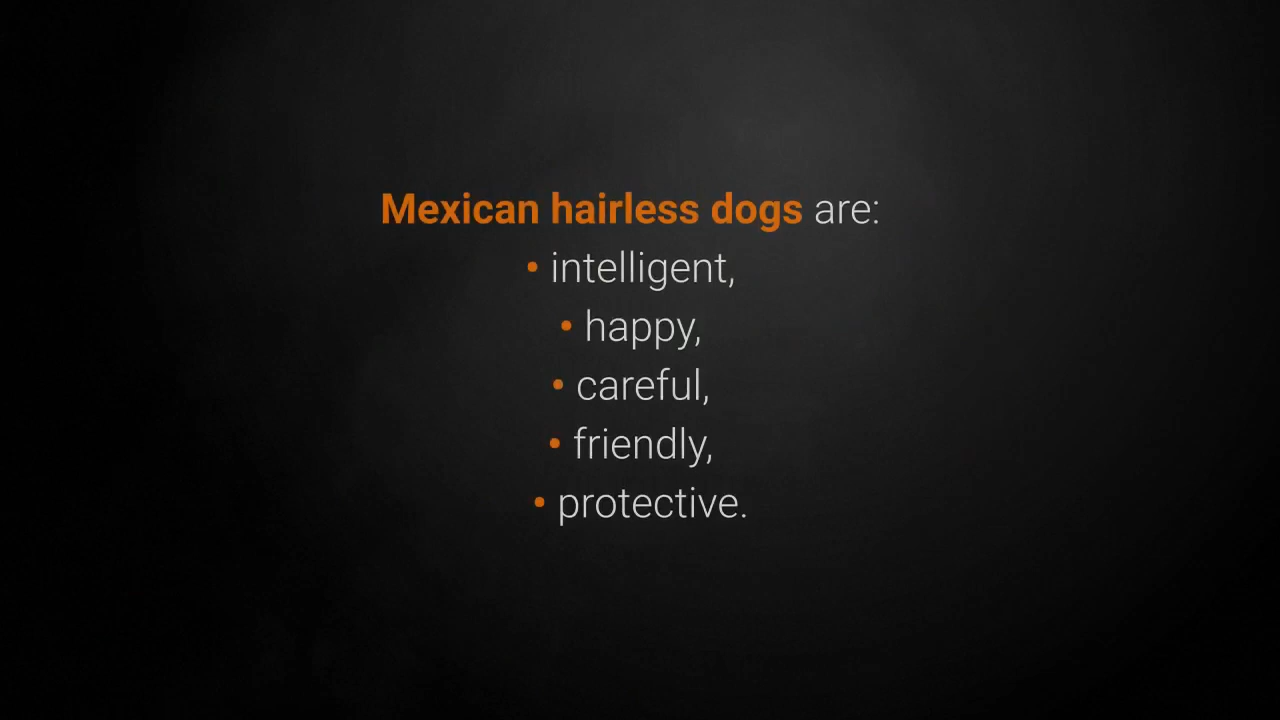 Mexican hairless dogs are:
• intelligent,
• happy,
• careful,
• friendly,
• protective.